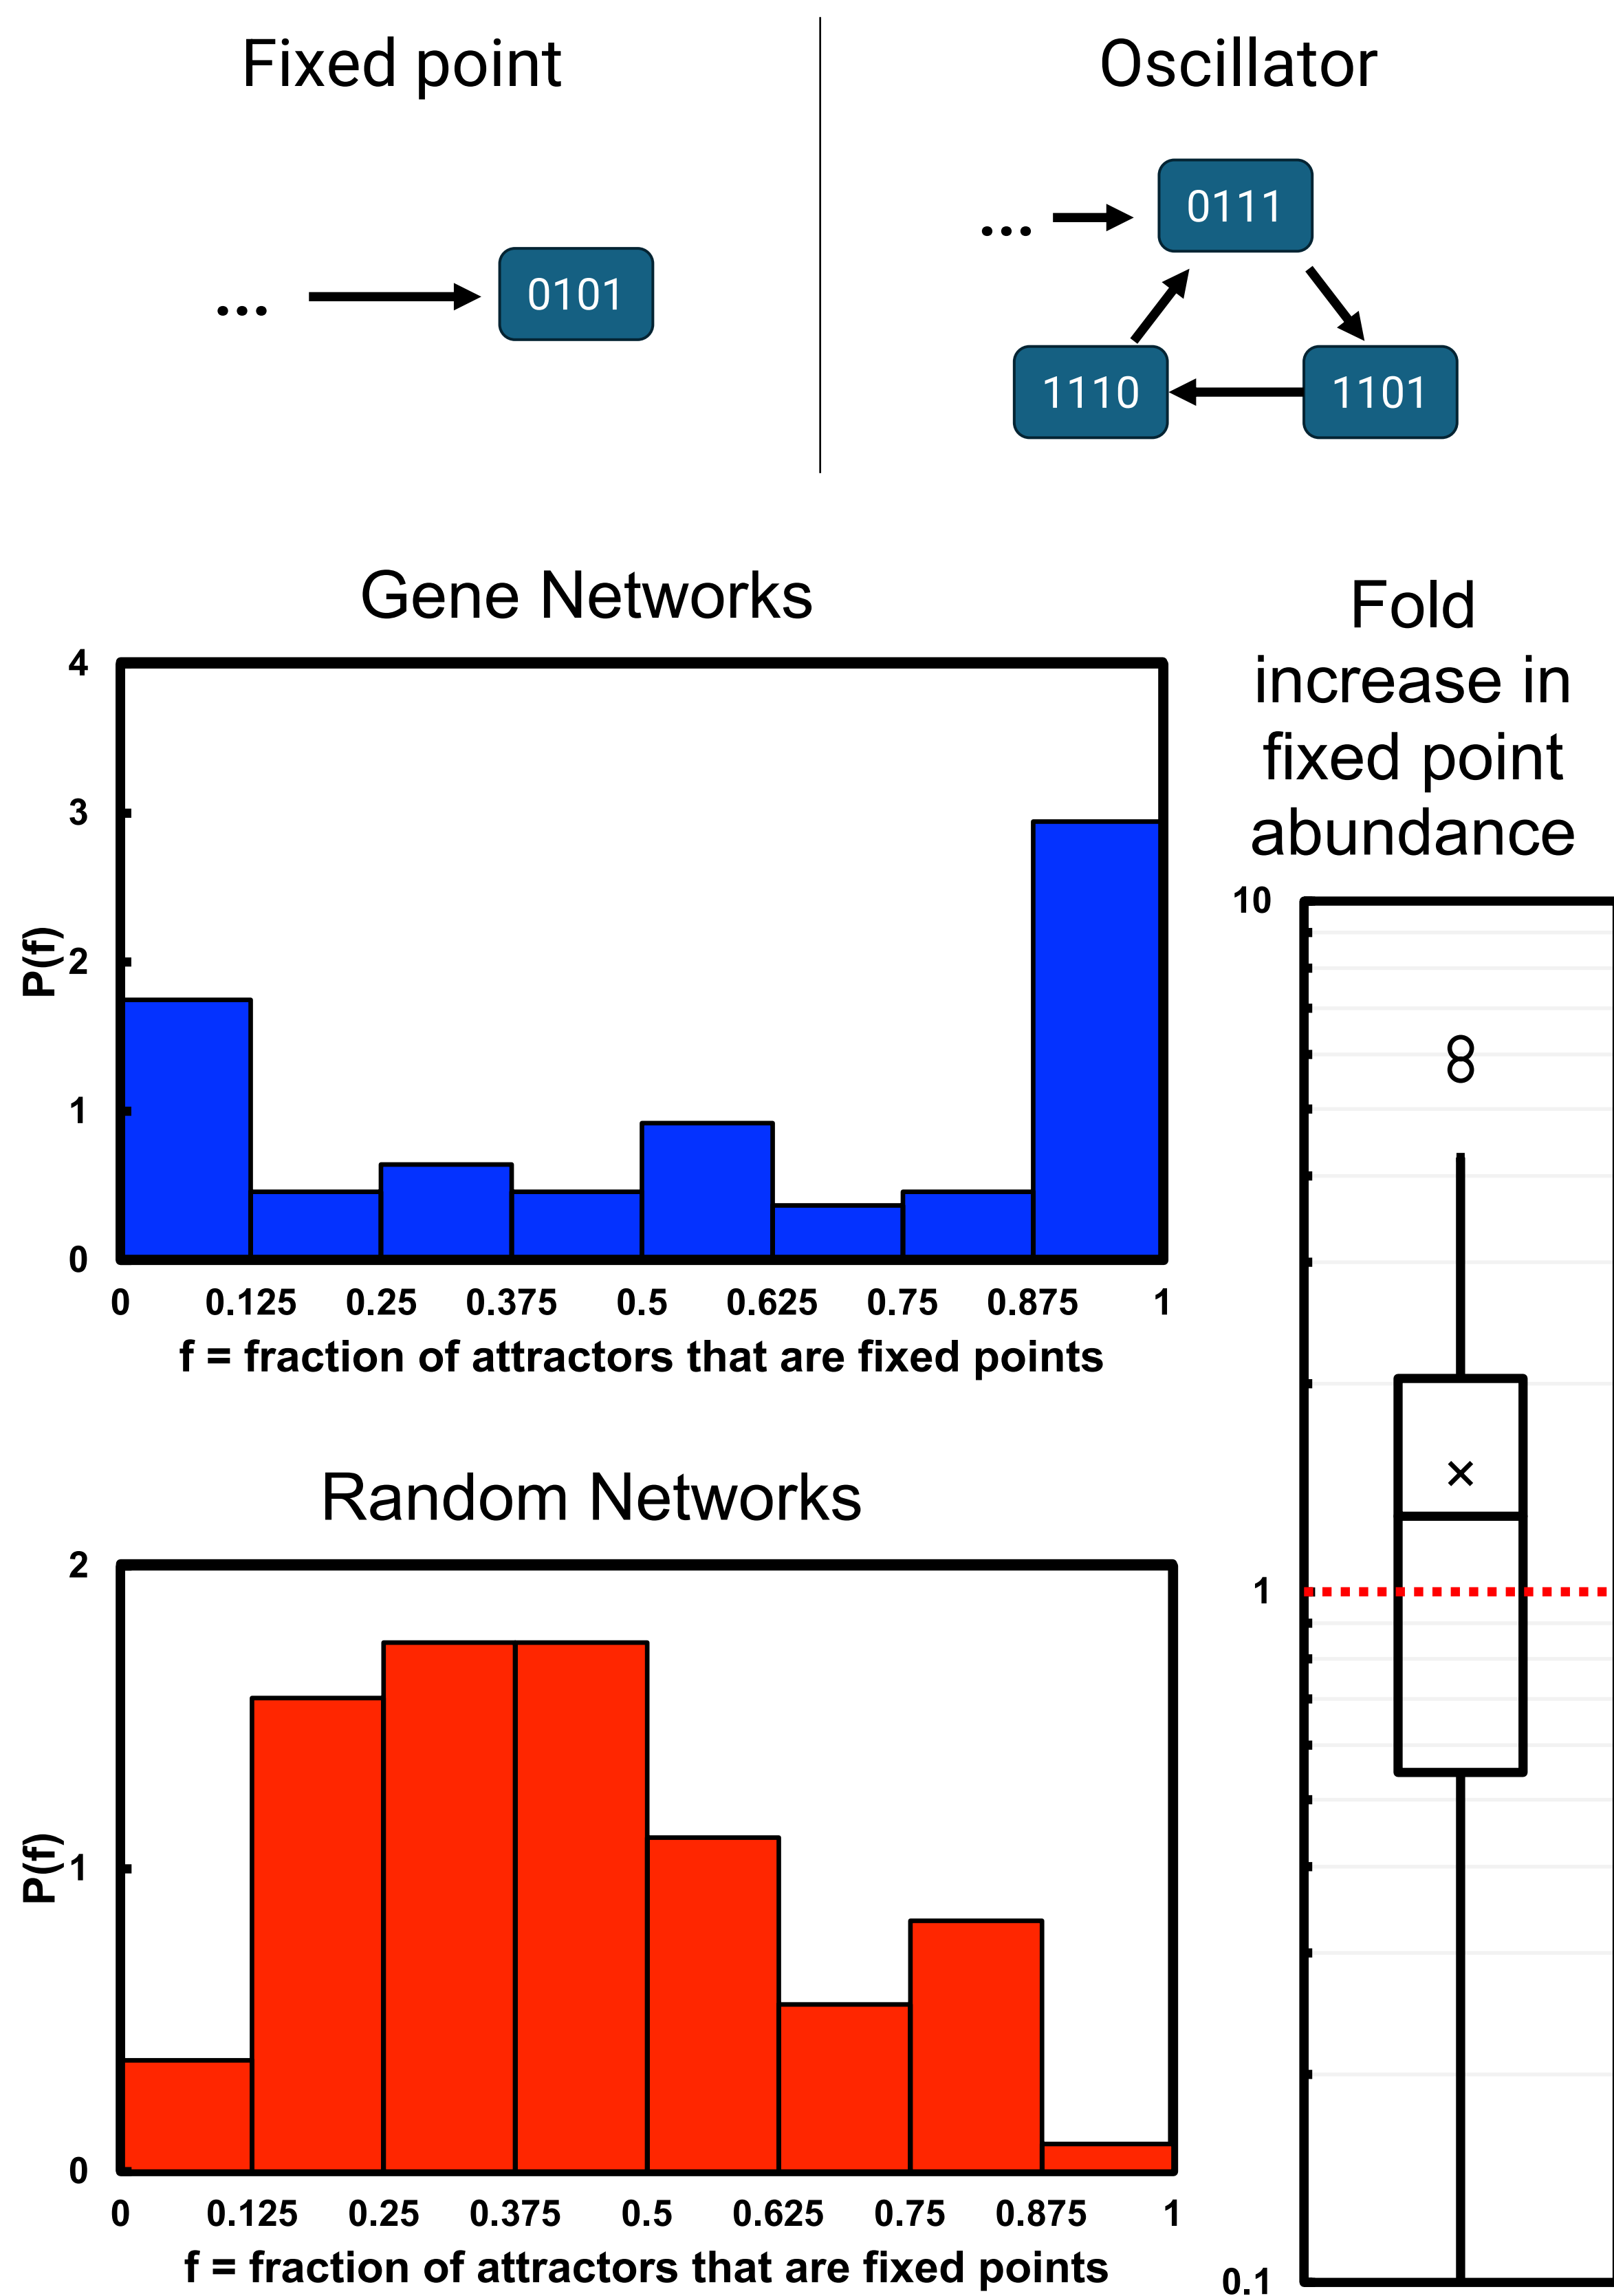 Fixed point
Oscillator
0111
...
...
0101
1110
1101
Gene Networks
4
3
2
1
0
P(f)
0 0.125 0.25 0.375 0.5 0.625 0.75 0.875 1
f = fraction of attractors that are fixed points
Random Networks
2
1
0
P(f)
0 0.125 0.25 0.375 0.5 0.625 0.75 0.875 1
f = fraction of attractors that are fixed points
Fold
increase in
fixed point
abundance
10
1
0.1